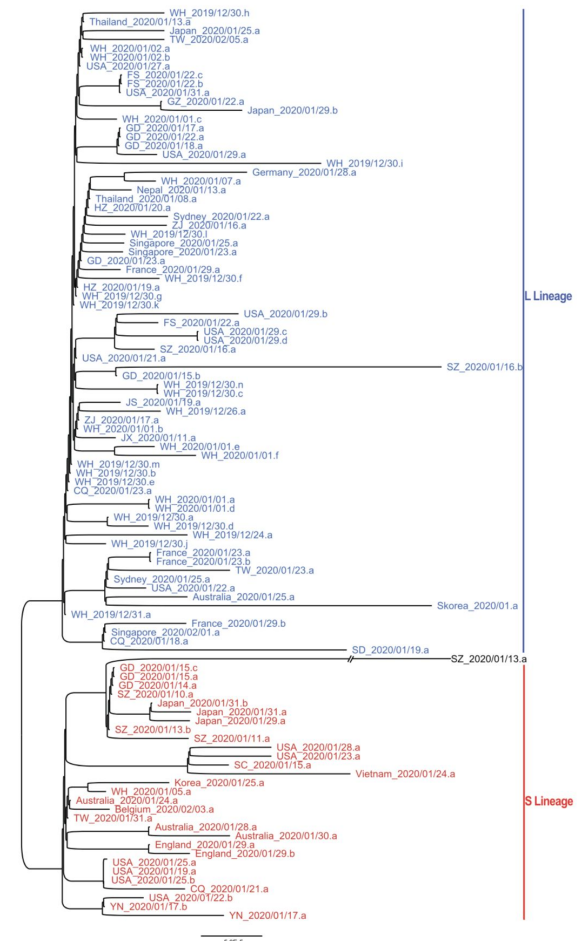 WH_2019/12/30.h
Thailand_2020/01/13.a
Japan_2020/01/25.a
TW_2020/02/05.a
WH_2020/01/02.a
WH_2020/01/02.b
USA_2020/01/27.a
FS_2020/01/22.c
FS_2020/01/22.b
USA_2020/01/31.a
GZ_2020/01/22.a
Japan_2020/01/29.b
WH_2020/01/01.c
GD_2020/01/17.a
GD_2020/01/22.a
GD_2020/01/18.a
USA_2020/01/29.a
WH_2019/12/30.i
Germany_2020/01/28.a
WH_2020/01/07.a
Nepal_2020/01/13.a
Thailand_2020/01/08.a
HZ_2020/01/20.a
Sydney_2020/01/22.a
ZJ_2020/01/16.a
WH_2019/12/30.l
Singapore_2020/01/25.a
Singapore_2020/01/23.a
GD_2020/01/23.a
France_2020/01/29.a
WH_2019/12/30.f
HZ_2020/01/19.a
WH_2019/12/30.g
WH_2019/12/30.k
L Lineage
USA_2020/01/29.b
FS_2020/01/22.a
USA_2020/01/29.c
USA_2020/01/29.d
SZ_2020/01/16.a
USA_2020/01/21.a
SZ_2020/01/16.b
GD_2020/01/15.b
WH_2019/12/30.n
WH_2019/12/30.c
JS_2020/01/19.a
WH_2019/12/26.a
ZJ_2020/01/17.a
WH_2020/01/01.b
JX_2020/01/11.a
WH_2020/01/01.e
WH_2020/01/01.f
WH_2019/12/30.m
WH_2019/12/30.b
WH_2019/12/30.e
CQ_2020/01/23.a
WH_2020/01/01.a
WH_2020/01/01.d
WH_2019/12/30.a
WH_2019/12/30.d
WH_2019/12/24.a
WH_2019/12/30.j
France_2020/01/23.a
France_2020/01/23.b
TW_2020/01/23.a
Sydney_2020/01/25.a
USA_2020/01/22.a
Australia_2020/01/25.a
Skorea_2020/01.a
WH_2019/12/31.a
France_2020/01/29.b
Singapore_2020/02/01.a
CQ_2020/01/18.a
SD_2020/01/19.a
SZ_2020/01/13.a
GD_2020/01/15.c
GD_2020/01/15.a
GD_2020/01/14.a
SZ_2020/01/10.a
Japan_2020/01/31.b
Japan_2020/01/31.a
Japan_2020/01/29.a
SZ_2020/01/13.b
SZ_2020/01/11.a
USA_2020/01/28.a
USA_2020/01/23.a
SC_2020/01/15.a
Vietnam_2020/01/24.a
Korea_2020/01/25.a
WH_2020/01/05.a
Australia_2020/01/24.a
S Lineage
Belgium_2020/02/03.a
TW_2020/01/31.a
Australia_2020/01/28.a
Australia_2020/01/30.a
England_2020/01/29.a
England_2020/01/29.b
USA_2020/01/25.a
USA_2020/01/19.a
USA_2020/01/25.b
CQ_2020/01/21.a
USA_2020/01/22.b
YN_2020/01/17.b
YN_2020/01/17.a